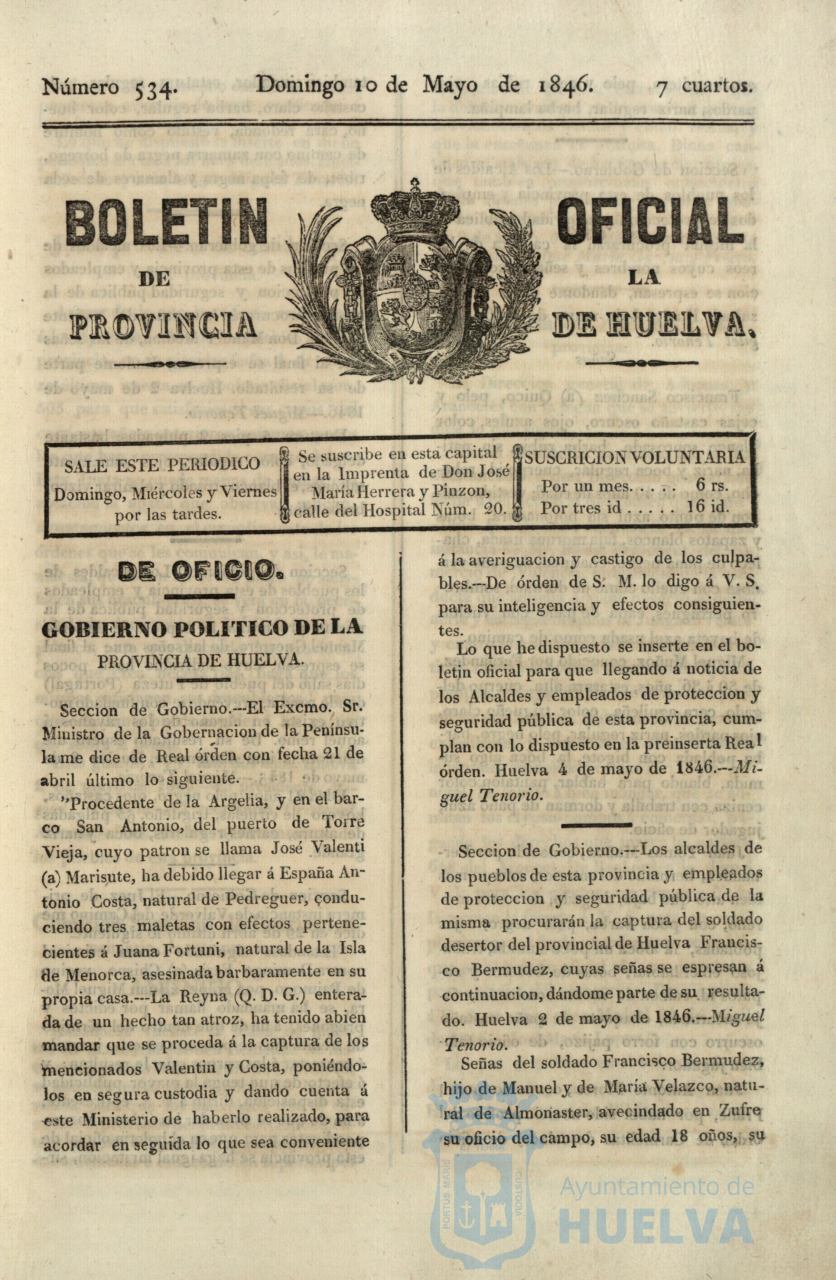 Número 534. Domingo 10 de Mayo de 1846. 7 cuartos.
BOLETIN OFICIAL
DE LA
PROVINCIA DE HUELVA.
SALE ESTE PERIODICO
Domingo, Miércoles y Viernes
por las tardes.
Se suscribe en esta capital
en la Imprenta de Don José
María Herrera y Pinzon,
calle del Hospital Núm. 20.
SUSCRICION VOLUNTARIA
Por un mes. . . . . 6 rs.
Por tres id . . . . . 16 id.
DE OFICIO.
GOBIERNO POLITICO DE LA
PROVINCIA DE HUELVA.
Seccion de Gobierno.---El Excmo. Sr.
Ministro de la Gobernacion de la Penínsu-
la me dice de Real órden con fecha 21 de
abril último lo siguiente.
"Procedente de la Argelia, y en el bar-
co San Antonio, del puerto de Torre
Vieja, cuyo patron se llama José Valenti
(a) Marisute, ha debido llegar á España An-
tonio Costa, natural de Pedreguer, condu-
ciendo tres maletas con efectos pertene-
cientes á Juana Fortuni, natural de la Isla
de Menorca, asesinada barbaramente en su
propia casa.---La Reyna (Q. D. G.) entera-
da de un hecho tan atroz, ha tenido abien
mandar que se proceda á la captura de los
mencionados Valentin y Costa, poniéndo-
los en segura custodia y dando cuenta á
este Ministerio de haberlo realizado, para
acordar en seguida lo que sea conveniente
á la averiguacion y castigo de los culpa-
bles.---De órden de S. M. lo digo á V. S.
para su inteligencia y efectos consiguien-
tes.
Lo que he dispuesto se inserte en el bo-
letin oficial para que llegando á noticia de
los Alcaldes y empleados de proteccion y
seguridad pública de esta provincia, cum-
plan con lo dispuesto en la preinserta Real
órden. Huelva 4 de mayo de 1846.---Mi-
guel Tenorio.
Seccion de Gobierno.---Los alcaldes de
los pueblos de esta provincia y empleados
de proteccion y seguridad pública de la
misma procurarán la captura del soldado
desertor del provincial de Huelva Francis-
co Bermudez, cuyas señas se espresan á
continuacion, dándome parte de su resulta-
do. Huelva 2 de mayo de 1846.---Miguel
Tenorio.
Señas del soldado Francisco Bermudez,
hijo de Manuel y de María Velazco, natu-
ral de Almonaster, avecindado en Zufre
su oficio del campo, su edad 18 oños, su
PORTUS MARIS CUSTODIA
Ayuntamiento de
HUELVA